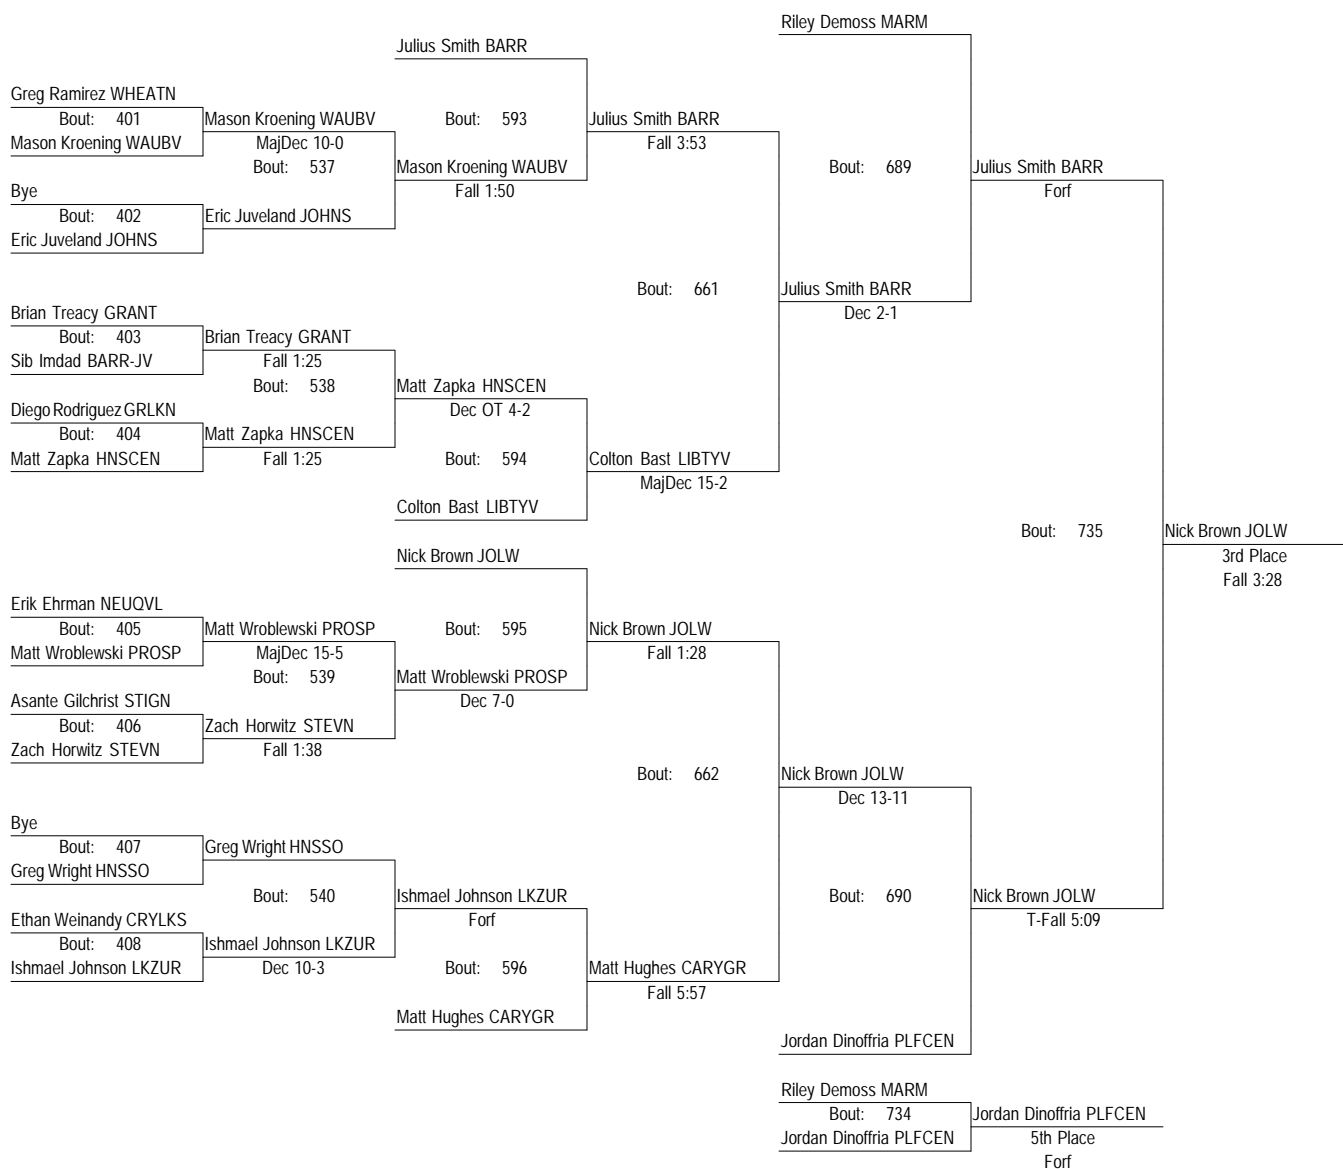 Riley Demoss MARM
Julius Smith BARR
Greg Ramirez WHEATN
Bout: 401
Mason Kroening WAUBV
Bout: 593
Julius Smith BARR
Mason Kroening WAUBV
MajDec 10-0
Fall 3:53
Bout: 537
Mason Kroening WAUBV
Bout: 689
Julius Smith BARR
Bye
Fall 1:50
Forf
Bout: 402
Eric Juveland JOHNS
Eric Juveland JOHNS
Bout: 661
Julius Smith BARR
Brian Treacy GRANT
Dec 2-1
Bout: 403
Brian Treacy GRANT
Sib Imdad BARR-JV
Fall 1:25
Bout: 538
Matt Zapka HNSCEN
Diego Rodriguez GRLKN
Dec OT 4-2
Bout: 404
Matt Zapka HNSCEN
Matt Zapka HNSCEN
Fall 1:25
Bout: 594
Colton Bast LIBTYV
MajDec 15-2
Colton Bast LIBTYV
Bout: 735
Nick Brown JOLW
Nick Brown JOLW
3rd Place
Fall 3:28
Erik Ehrman NEUQVL
Bout: 405
Matt Wroblewski PROSP
Bout: 595
Nick Brown JOLW
Matt Wroblewski PROSP
MajDec 15-5
Fall 1:28
Bout: 539
Matt Wroblewski PROSP
Asante Gilchrist STIGN
Dec 7-0
Bout: 406
Zach Horwitz STEVN
Zach Horwitz STEVN
Fall 1:38
Bout: 662
Nick Brown JOLW
Dec 13-11
Bye
Bout: 407
Greg Wright HNSSO
Greg Wright HNSSO
Bout: 540
Ishmael Johnson LKZUR
Bout: 690
Nick Brown JOLW
Ethan Weinandy CRYLKS
Forf
T-Fall 5:09
Bout: 408
Ishmael Johnson LKZUR
Ishmael Johnson LKZUR
Dec 10-3
Bout: 596
Matt Hughes CARYGR
Fall 5:57
Matt Hughes CARYGR
Jordan Dinoffria PLFCEN
Riley Demoss MARM
Bout: 734
Jordan Dinoffria PLFCEN
Jordan Dinoffria PLFCEN
5th Place
Forf